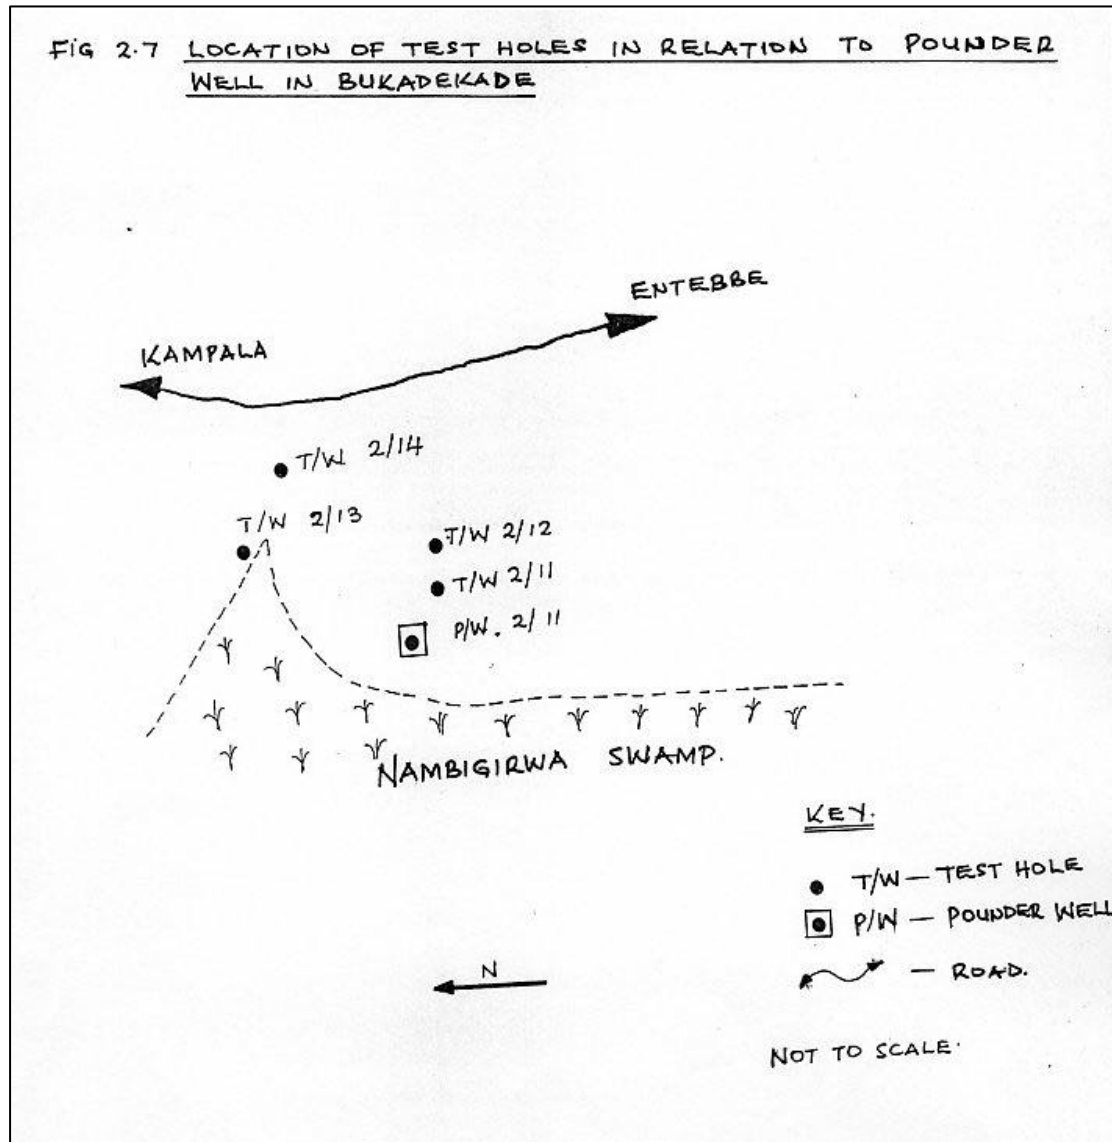 FIG 2.7 LOCATION OF TEST HOLES IN RELATION TO POUNDER
WELL IN BUKADEKADE
ENTEBBE
KAMPALA
T/W 2/14
T/W 2/13
T/W 2/12
T/W 2/11
P/W. 2/11
NAMBIGIRWA SWAMP.
KEY.
T/W — TEST HOLE
P/W — POUNDER WELL
— ROAD.
N
NOT TO SCALE.